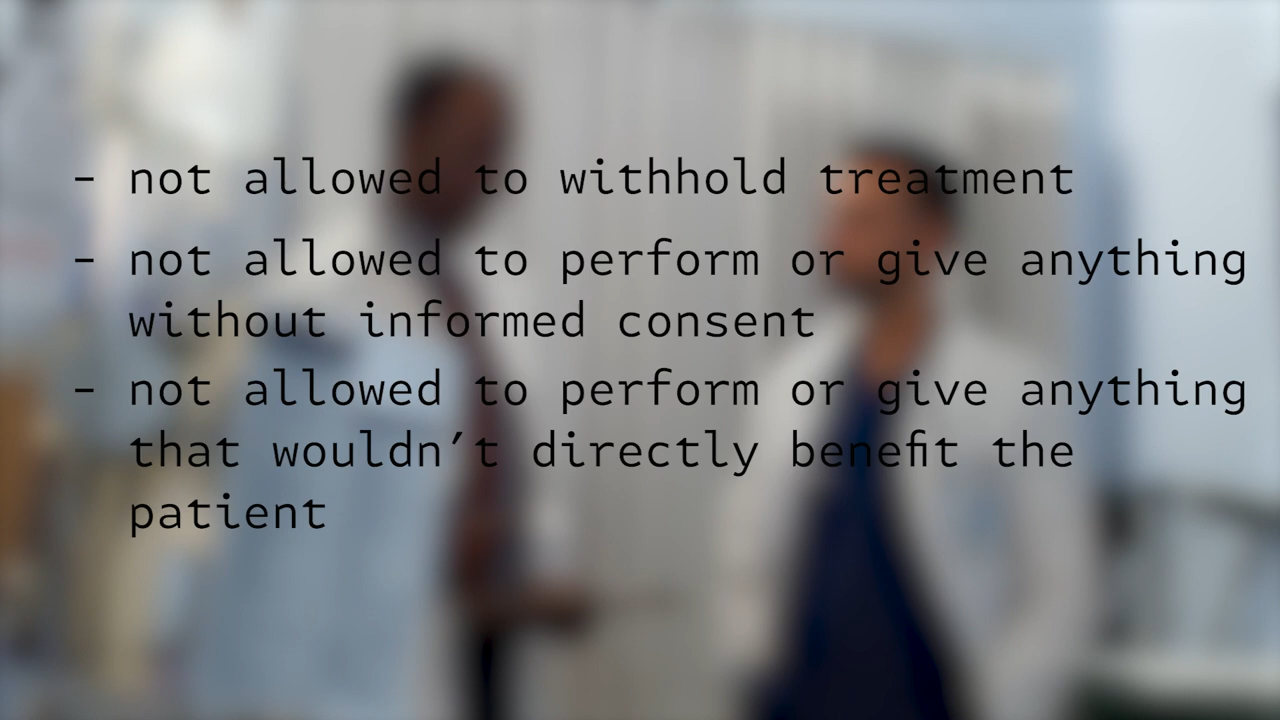 - not allowed to withhold treatment
- not allowed to perform or give anything
without informed consent
- not allowed to perform or give anything
that wouldn’t directly benefit the
patient